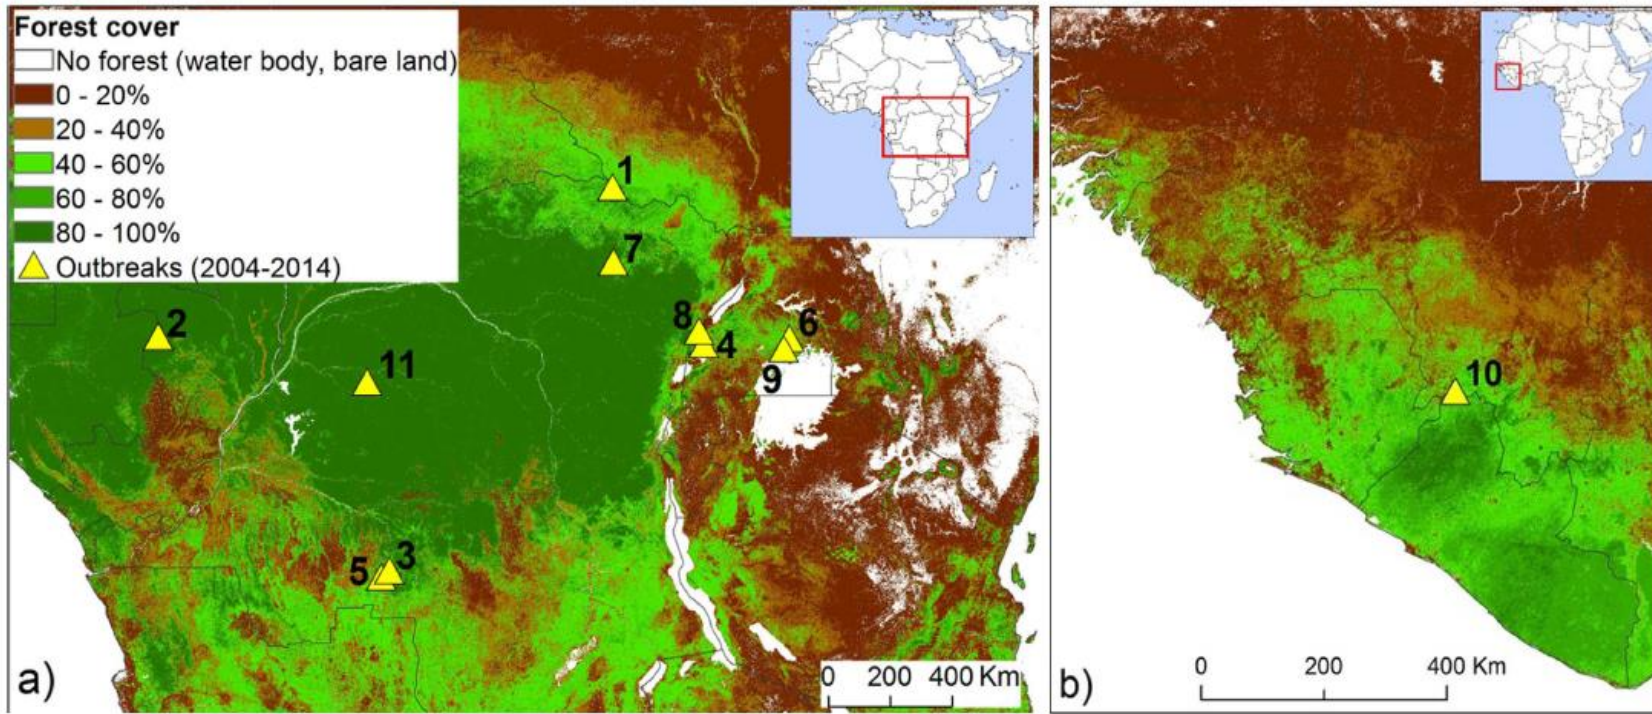 Forest cover
No forest (water body, bare land)
0 - 20%
20 - 40%
40 - 60%
60 - 80%
80 - 100%
Outbreaks (2004-2014)
1
7
2
8
4
6
9
11
5
3
a)
0 200 400 Km
10
b)
0 200 400 Km